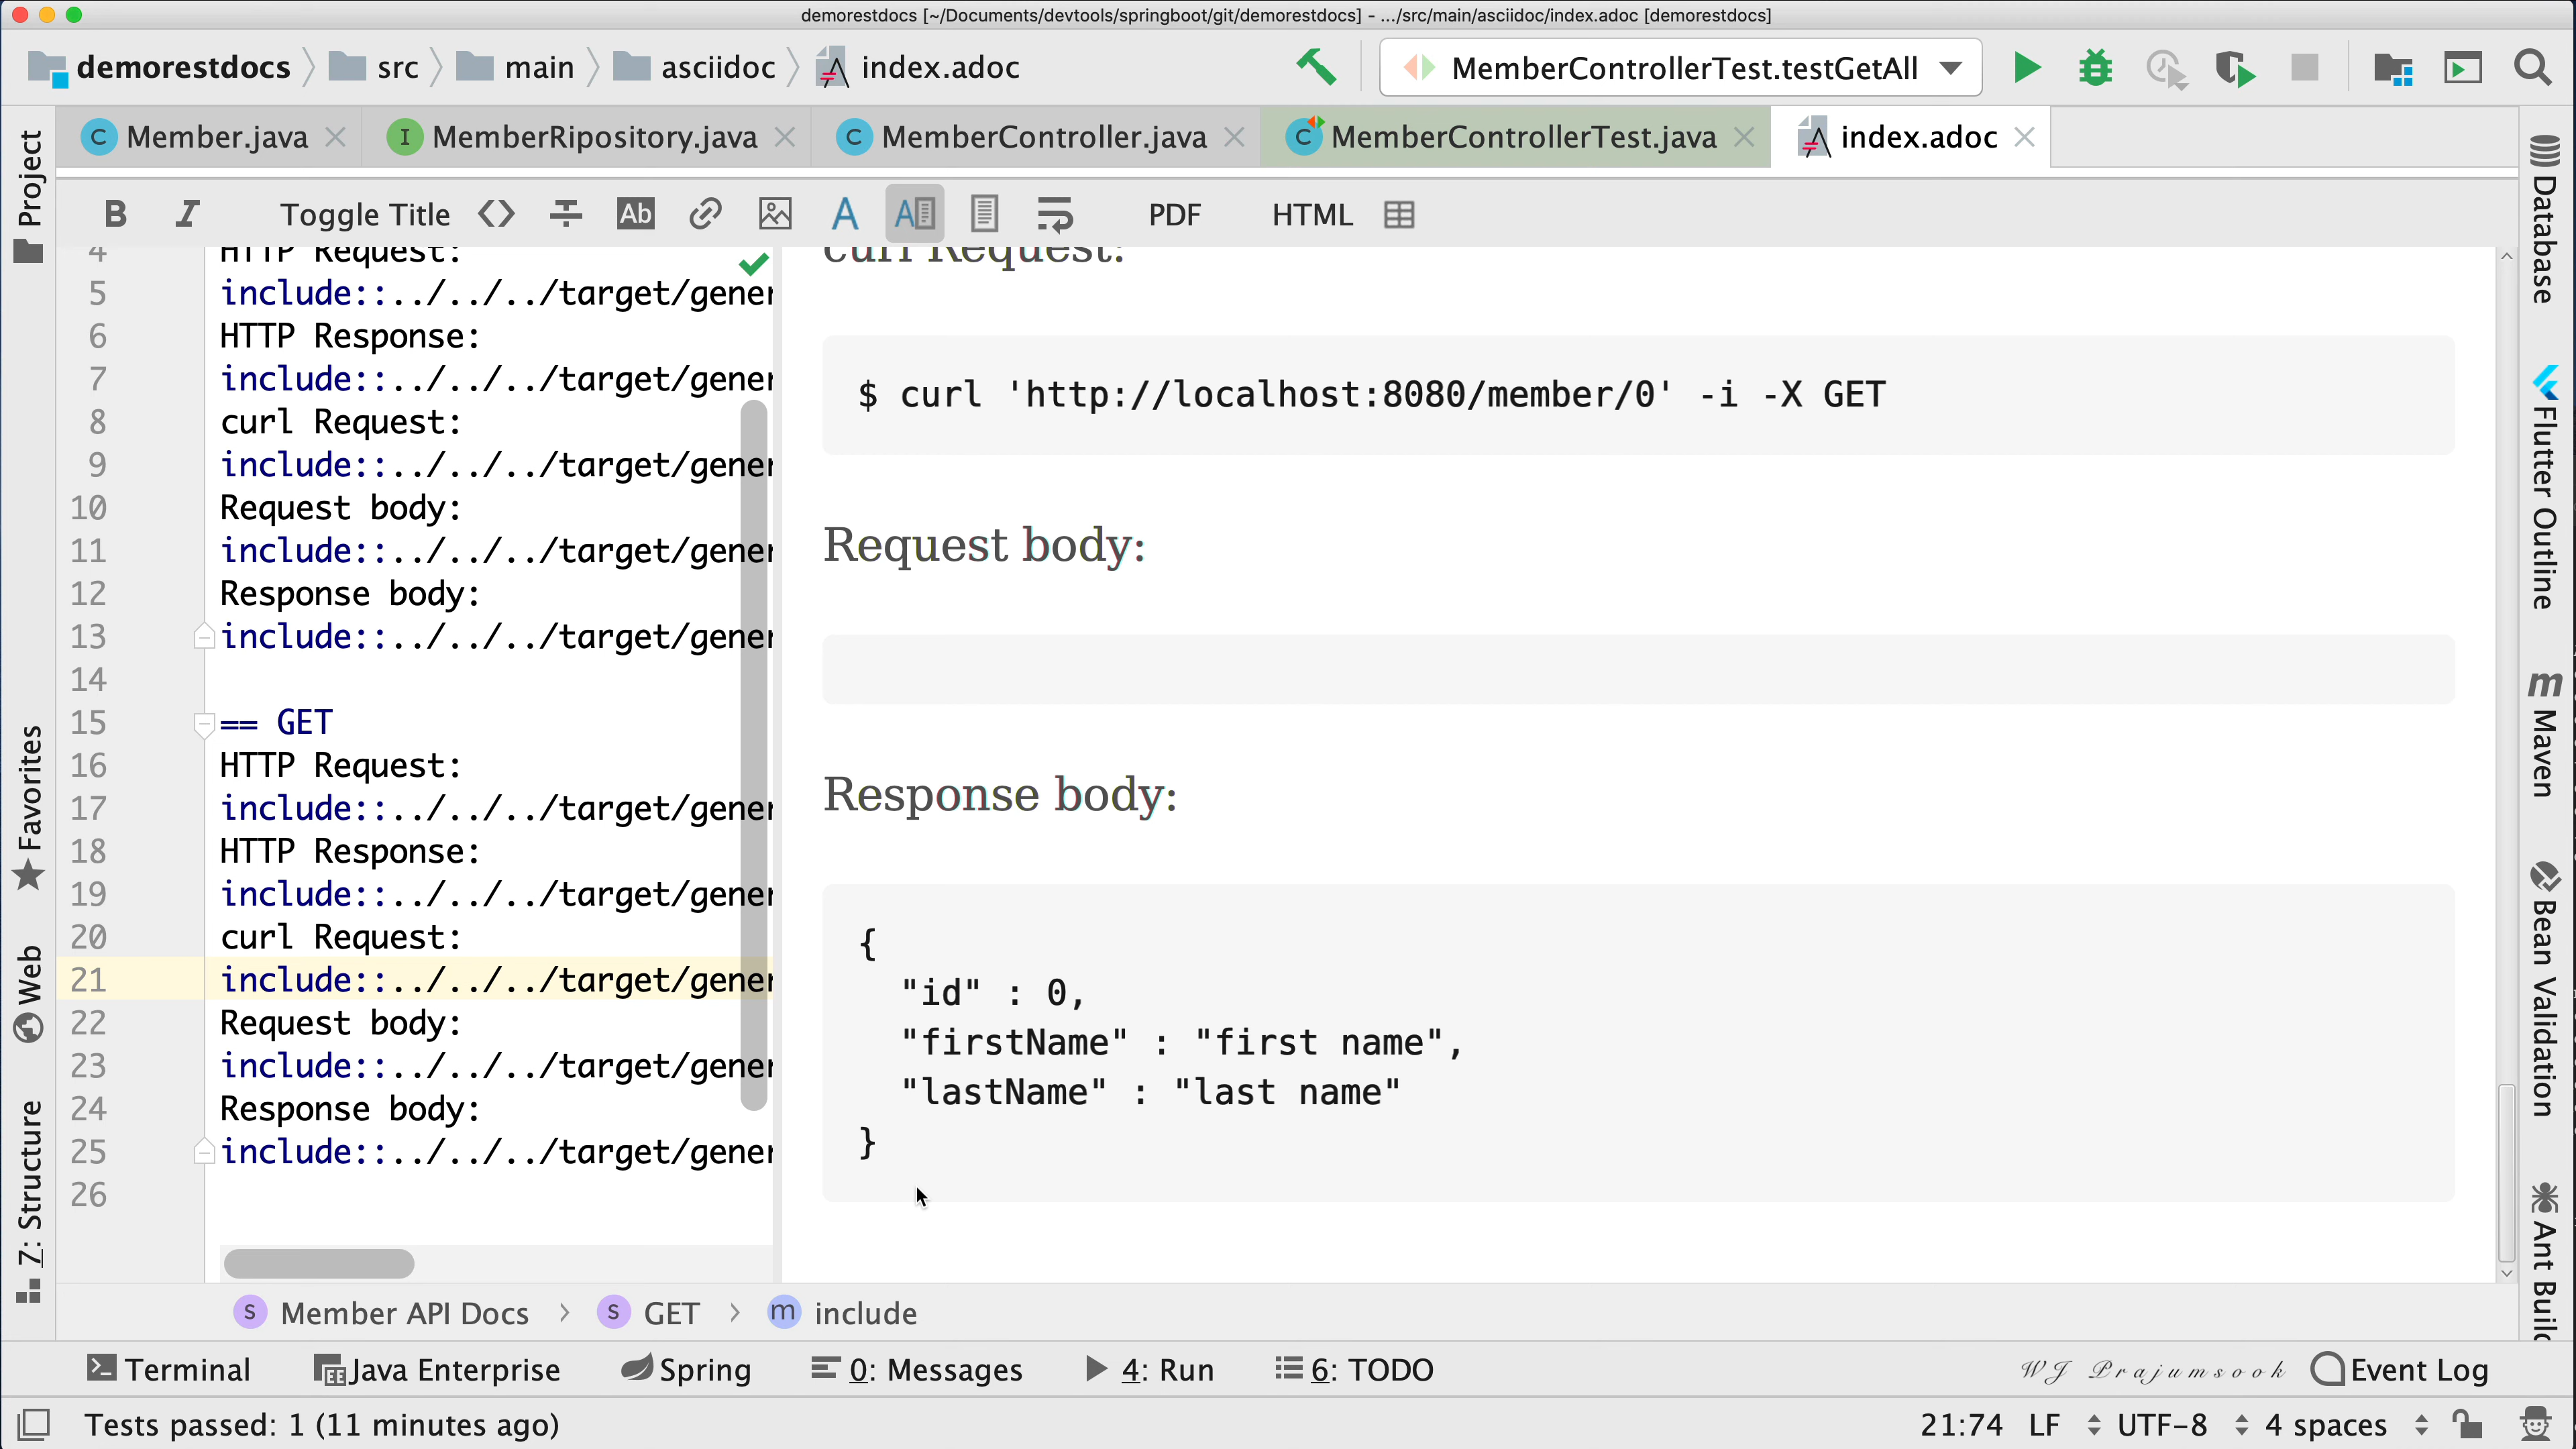 demorestdocs [~/Documents/devtools/springboot/git/demorestdocs] - .../src/main/asciidoc/index.adoc [demorestdocs]
demorestdocs src main asciidoc index.adoc MemberControllerTest.testGetAll
Member.java MemberRipository.java MemberController.java MemberControllerTest.java index.adoc
B I Toggle Title Ab A A PDF HTML
Project
Favorites
Web
Z: Structure
4 HTTP Request:
5 include::../../../target/gener
6 HTTP Response:
7 include::../../../target/gener
8 curl Request:
9 include::../../../target/gener
10 Request body:
11 include::../../../target/gener
12 Response body:
13 include::../../../target/gener
14
15 == GET
16 HTTP Request:
17 include::../../../target/gener
18 HTTP Response:
19 include::../../../target/gener
20 curl Request:
21 include::../../../target/gener
22 Request body:
23 include::../../../target/gener
24 Response body:
25 include::../../../target/gener
26
curl Request:
$ curl 'http://localhost:8080/member/0' -i -X GET
Request body:
Response body:
{
"id" : 0,
"firstName" : "first name",
"lastName" : "last name"
}
Database
Flutter Outline
Maven
Bean Validation
Ant Build
S Member API Docs S GET m include
Terminal Java Enterprise Spring 0: Messages 4: Run 6: TODO WJ Prajumsook Event Log
Tests passed: 1 (11 minutes ago) 21:74 LF UTF-8 4 spaces